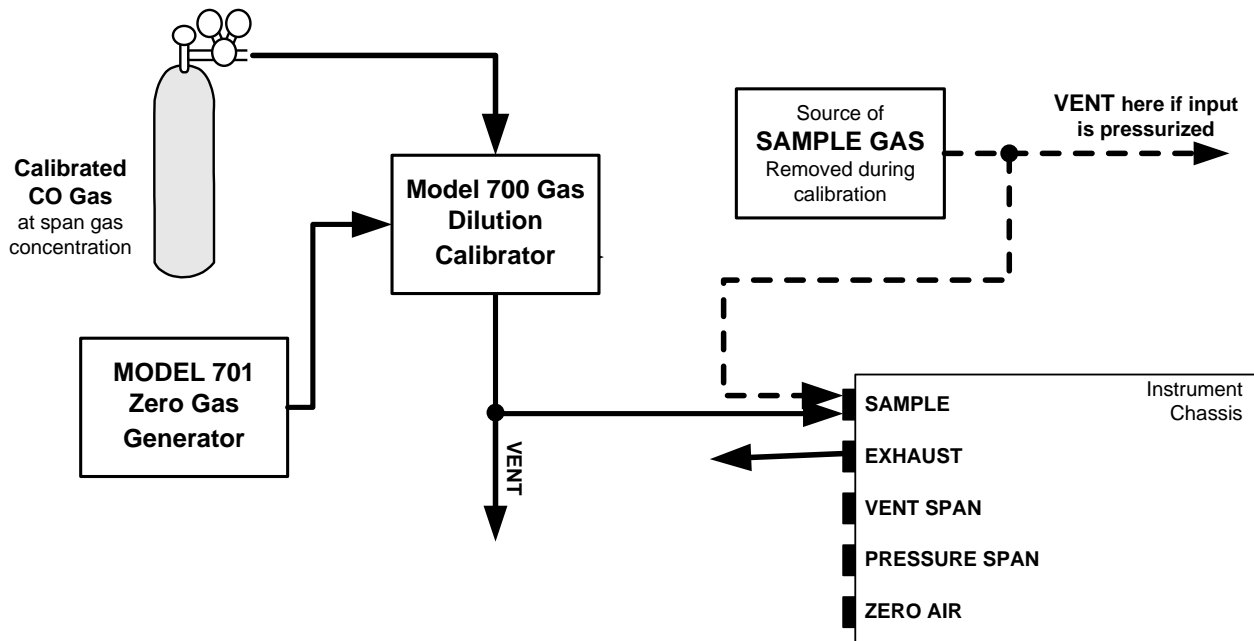 Calibrated
CO Gas
at span gas
concentration
Model 700 Gas
Dilution
Calibrator
MODEL 701
Zero Gas
Generator
VENT
Source of
SAMPLE GAS
Removed during
calibration
VENT here if input
is pressurized
Instrument
Chassis
SAMPLE
EXHAUST
VENT SPAN
PRESSURE SPAN
ZERO AIR